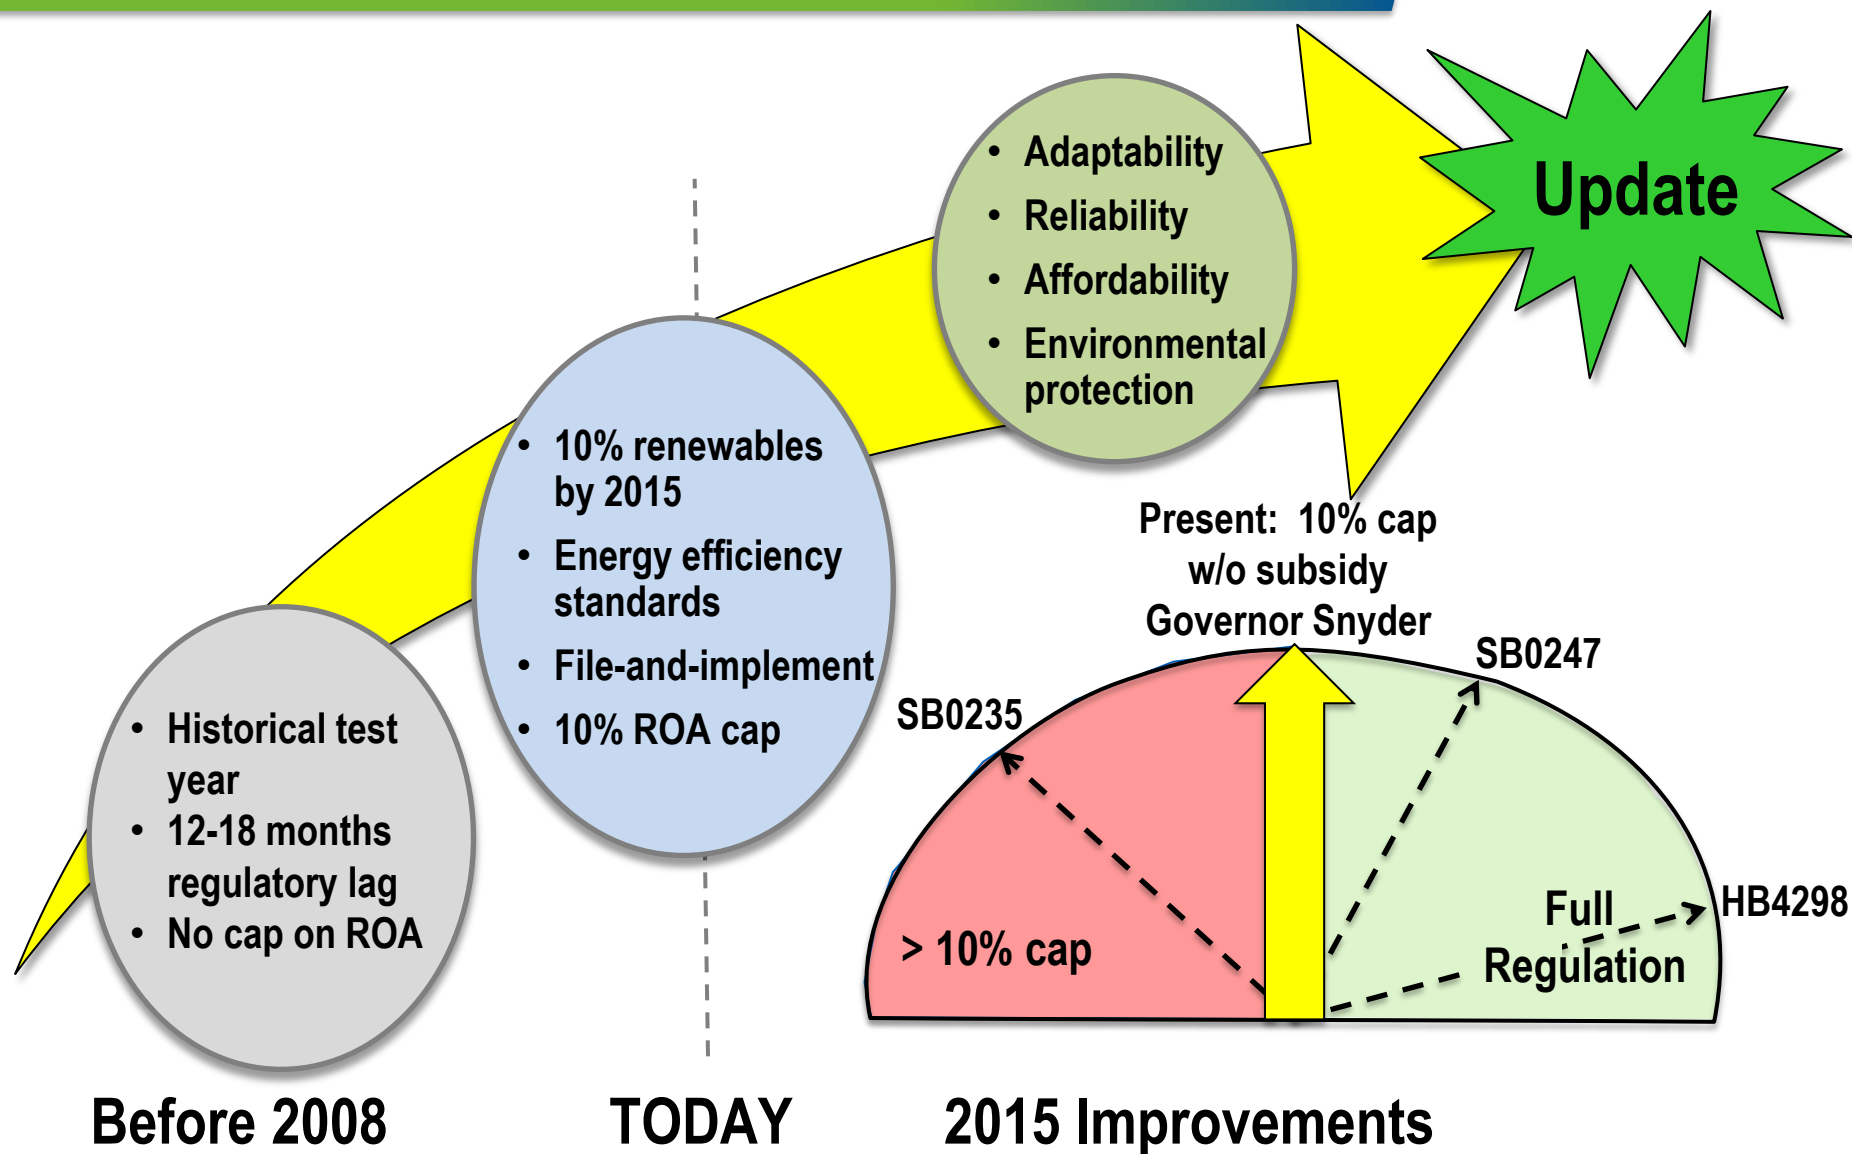 Update
• Adaptability
• Reliability
• Affordability
• Environmental
protection
• 10% renewables
by 2015
• Energy efficiency
standards
• File-and-implement
• 10% ROA cap
• Historical test
year
• 12-18 months
regulatory lag
• No cap on ROA
Present: 10% cap
w/o subsidy
Governor Snyder
SB0235
SB0247
HB4298
> 10% cap
Full
Regulation
Before 2008
TODAY
2015 Improvements